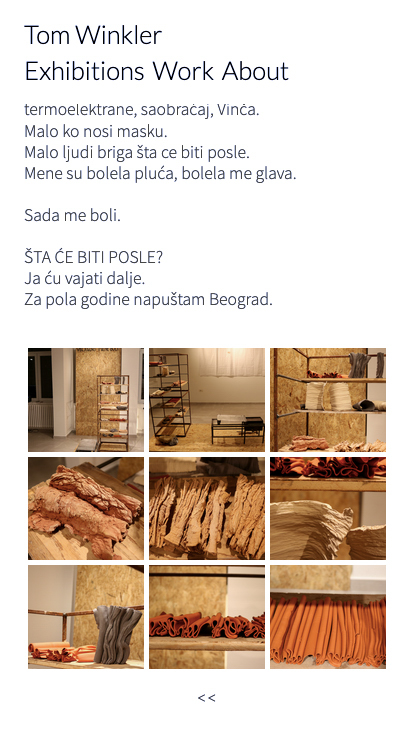 Tom Winkler
Exhibitions Work About
termoelektrane, saobraćaj, Vinča.
Malo ko nosi masku.
Malo ljudi briga šta ce biti posle.
Mene su bolela pluća, bolela me glava.
Sada me boli.
ŠTA ĆE BITI POSLE?
Ja ću vajati dalje.
Za pola godine napuštam Beograd.
<<